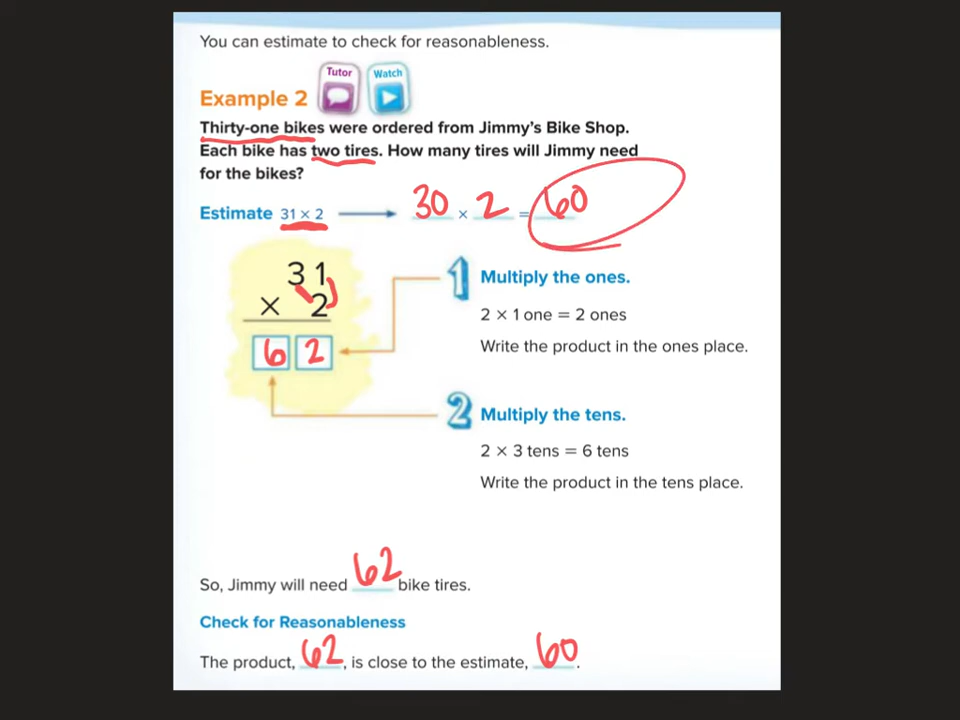 You can estimate to check for reasonableness.
Tutor Watch
Example 2
Thirty-one bikes were ordered from Jimmy's Bike Shop.
Each bike has two tires. How many tires will Jimmy need
for the bikes?
Estimate 31 × 2 30 × 2 = 60
31
× 2
62
1 Multiply the ones.
2 × 1 one = 2 ones
Write the product in the ones place.
2 Multiply the tens.
2 × 3 tens = 6 tens
Write the product in the tens place.
So, Jimmy will need 62 bike tires.
Check for Reasonableness
The product, 62, is close to the estimate, 60.